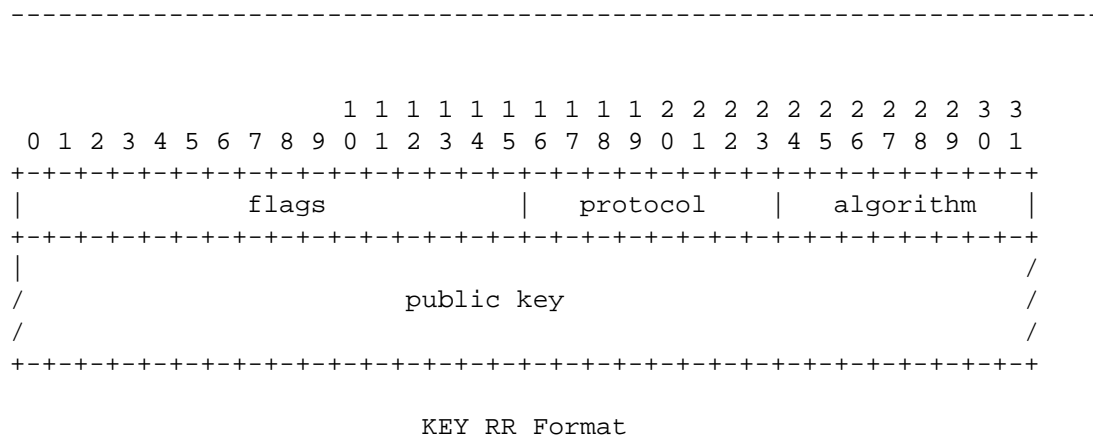 ---------------------------------------------------------------------
                     1 1 1 1 1 1 1 1 1 1 2 2 2 2 2 2 2 2 2 2 3 3
 0 1 2 3 4 5 6 7 8 9 0 1 2 3 4 5 6 7 8 9 0 1 2 3 4 5 6 7 8 9 0 1
+-+-+-+-+-+-+-+-+-+-+-+-+-+-+-+-+-+-+-+-+-+-+-+-+-+-+-+-+-+-+-+-+
|              flags            |   protocol    |   algorithm   |
+-+-+-+-+-+-+-+-+-+-+-+-+-+-+-+-+-+-+-+-+-+-+-+-+-+-+-+-+-+-+-+-+
|                                                               /
/                        public key                             /
/                                                               /
+-+-+-+-+-+-+-+-+-+-+-+-+-+-+-+-+-+-+-+-+-+-+-+-+-+-+-+-+-+-+-+-+
                          KEY RR Format